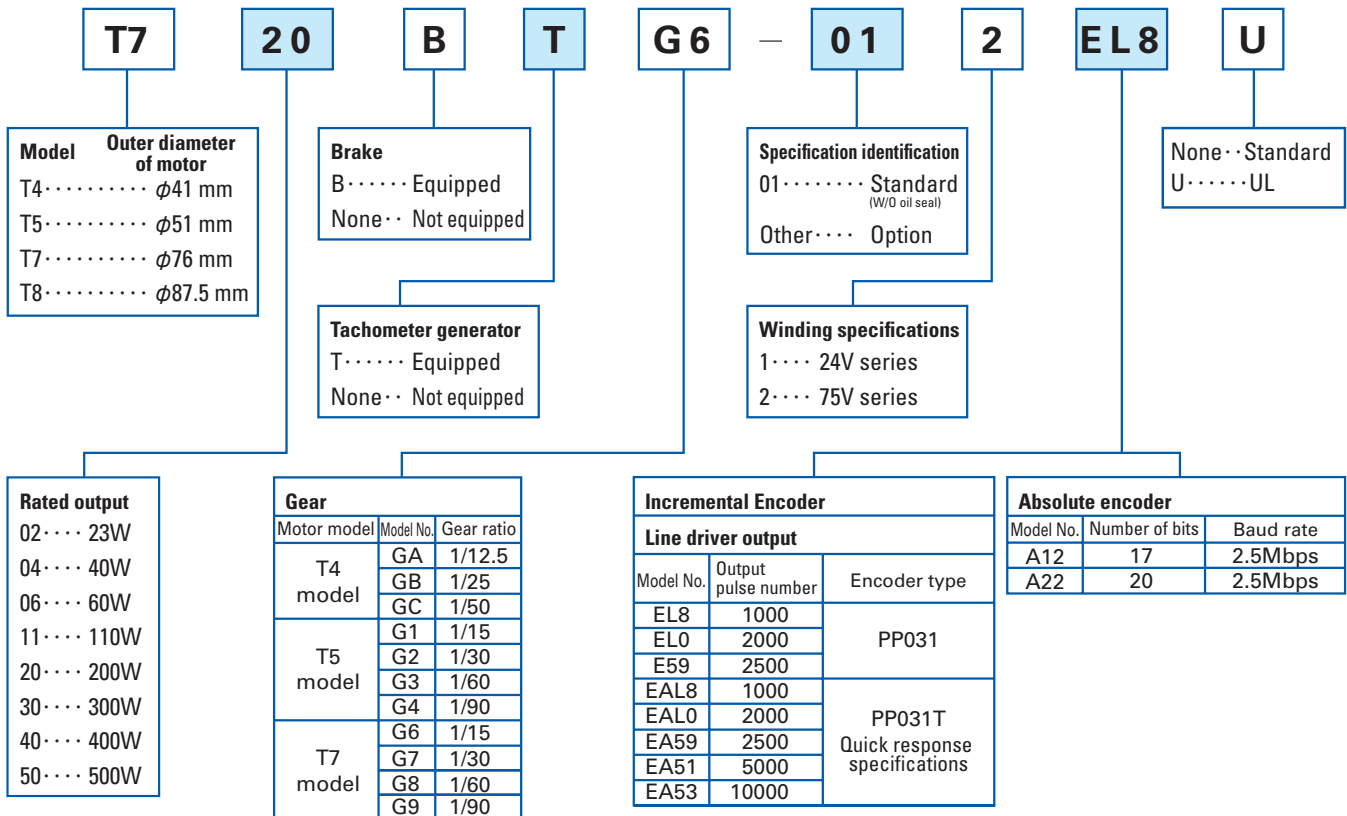 T7 20 B T G6 — 01 2 EL8 U
Model Outer diameter of motor
T4·········· φ41 mm
T5·········· φ51 mm
T7·········· φ76 mm
T8·········· φ87.5 mm
Brake
B······ Equipped
None·· Not equipped
Tachometer generator
T······ Equipped
None·· Not equipped
Specification identification
01········ Standard
(W/O oil seal)
Other···· Option
Winding specifications
1···· 24V series
2···· 75V series
None··Standard
U······UL
Rated output
02···· 23W
04···· 40W
06···· 60W
11···· 110W
20···· 200W
30···· 300W
40···· 400W
50···· 500W
Gear
Motor model Model No. Gear ratio
T4 model
GA 1/12.5
GB 1/25
GC 1/50
T5 model
G1 1/15
G2 1/30
G3 1/60
G4 1/90
T7 model
G6 1/15
G7 1/30
G8 1/60
G9 1/90
Incremental Encoder
Line driver output
Model No. Output pulse number Encoder type
EL8 1000
EL0 2000
E59 2500
PP031
EAL8 1000
EAL0 2000
EA59 2500
EA51 5000
EA53 10000
PP031T
Quick response
specifications
Absolute encoder
Model No. Number of bits Baud rate
A12 17 2.5Mbps
A22 20 2.5Mbps